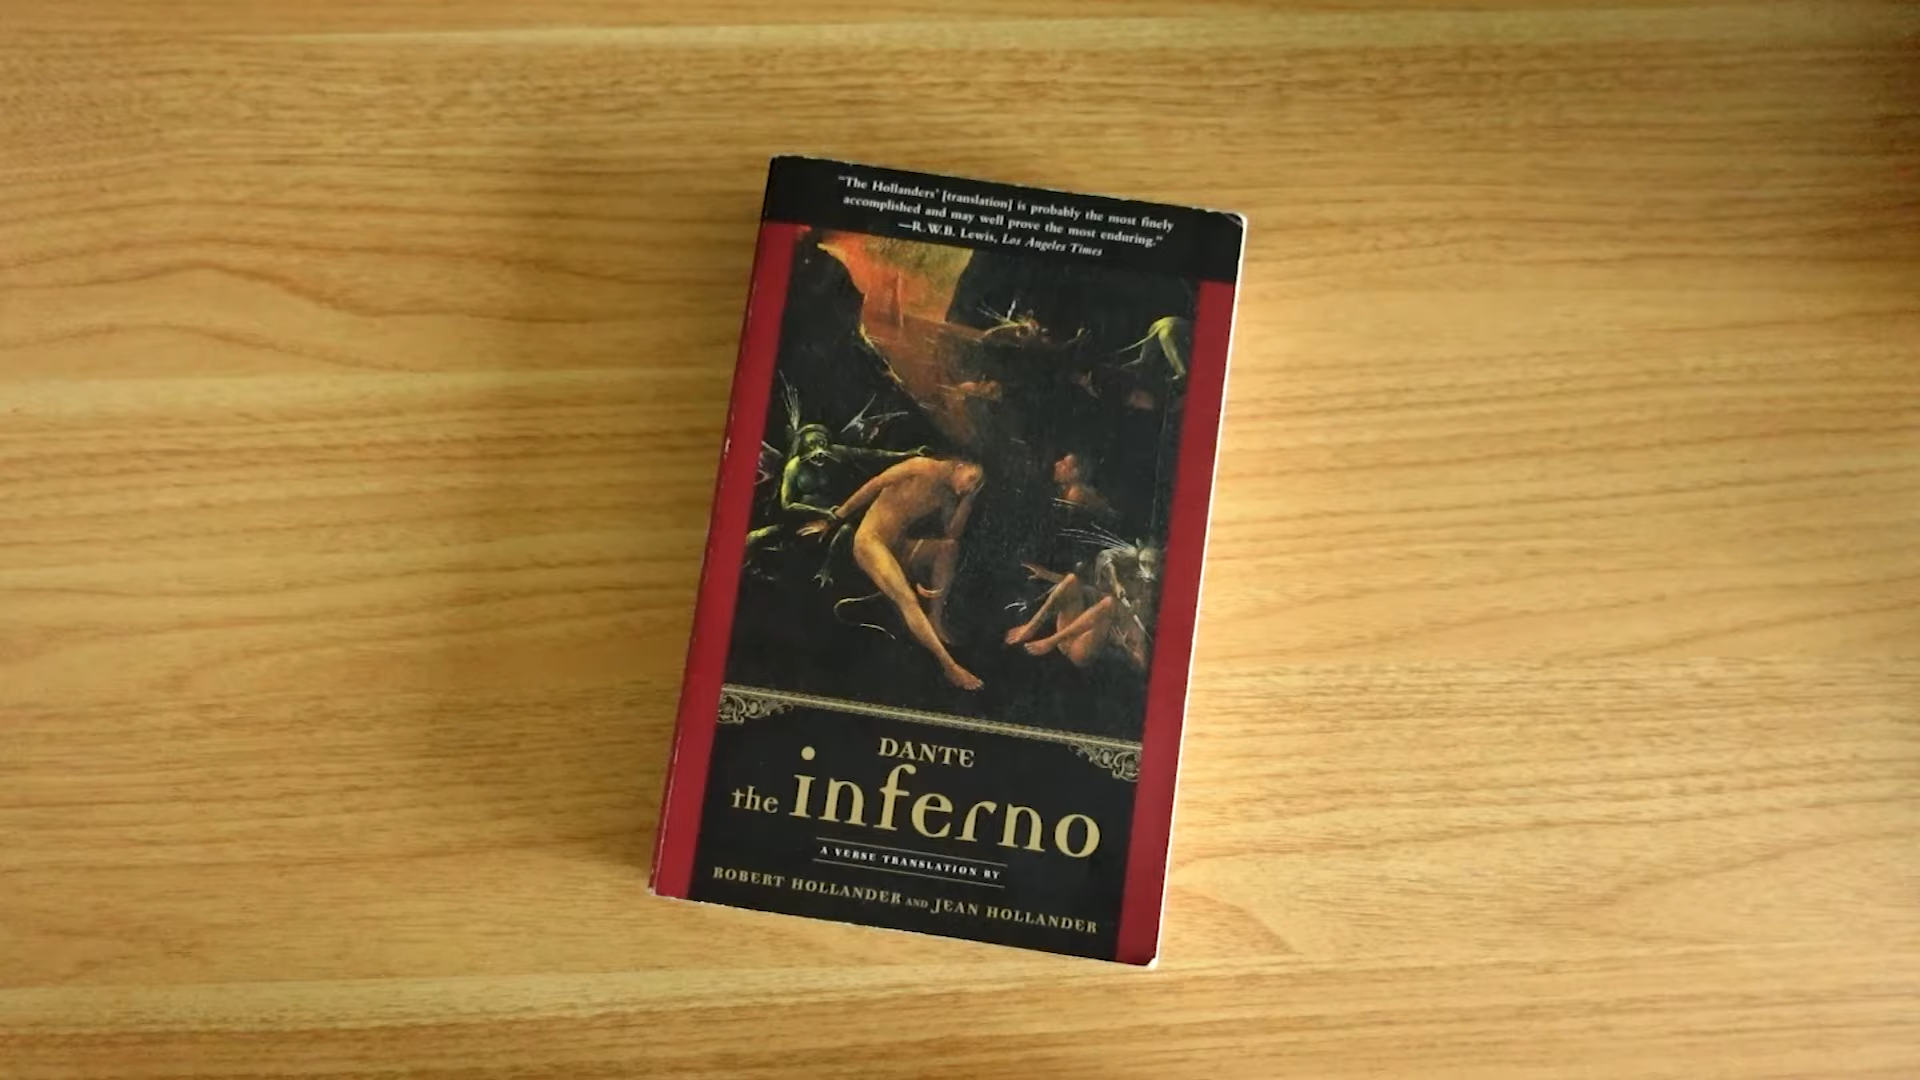 “The Hollanders’ [translation] is probably the most finely
accomplished and may well prove the most enduring.”
—R.W.B. Lewis, Los Angeles Times
DANTE
the inferno
A VERSE TRANSLATION BY
ROBERT HOLLANDER AND JEAN HOLLANDER